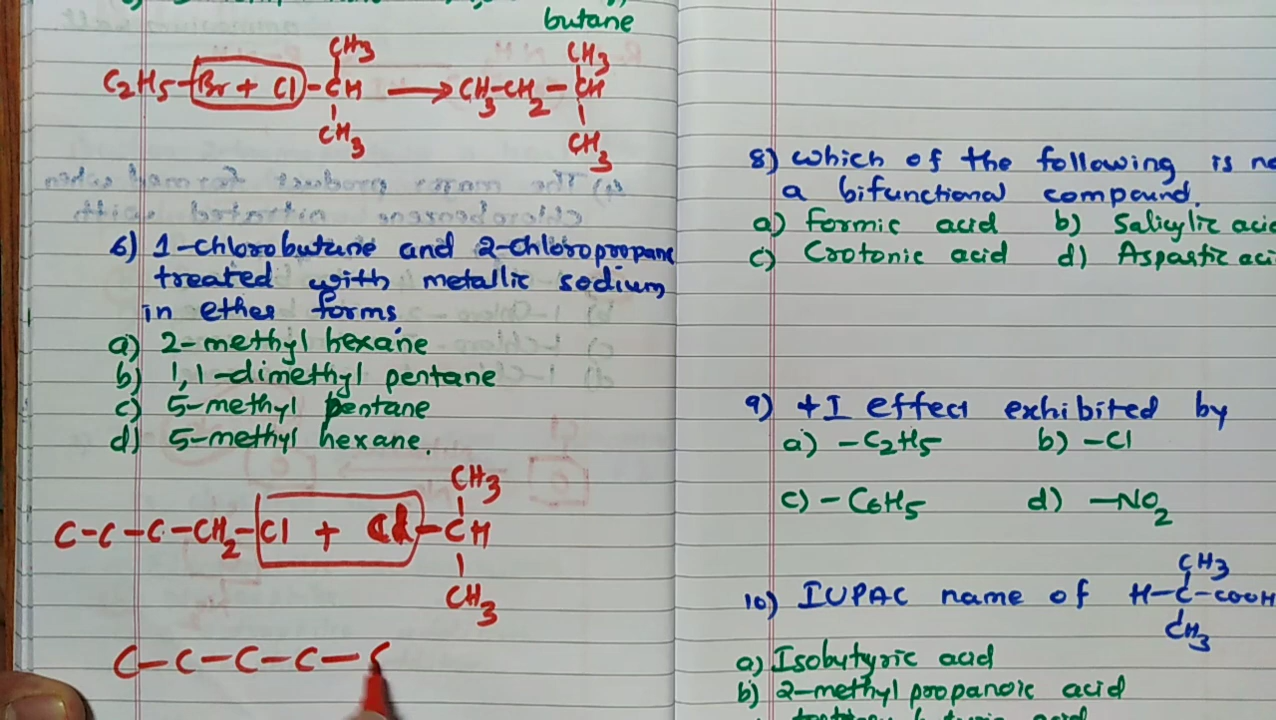 butane
CH3 CH3
C2H5-Br + Cl-CH → CH3-CH2-CH
CH3 CH3
6) 1-chlorobutane and 2-chloropropane
treated with metallic sodium
in ether forms.
a) 2-methyl hexane
b) 1,1-dimethyl pentane
c) 5-methyl pentane
d) 5-methyl hexane.
CH3
C-C-C-CH2-Cl + Cl-CH
CH3
C-C-C-C-C
8) which of the following is
a bifunctional compound.
a) formic acid b) Salicylic
c) Crotonic acid d) Aspastic
9) +I effect exhibited by
a) -C2H5 b) -Cl
c) -C6H5 d) -NO2
CH3
10) IUPAC name of H-C-COOH
CH3
a) Isobutyric acid
b) 2-methyl propanoic acid